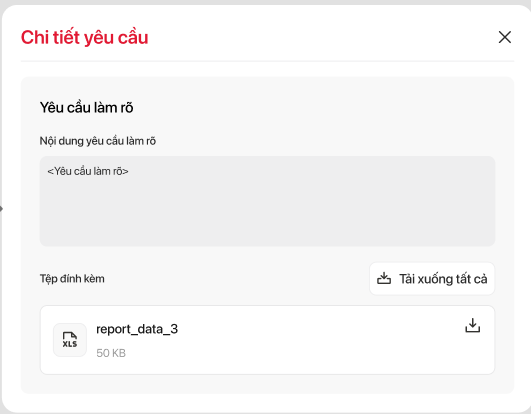 Chi tiết yêu cầu
Yêu cầu làm rõ
Nội dung yêu cầu làm rõ
<Yêu cầu làm rõ>
Tệp đính kèm
Tải xuống tất cả
XLS
report_data_3
50 KB